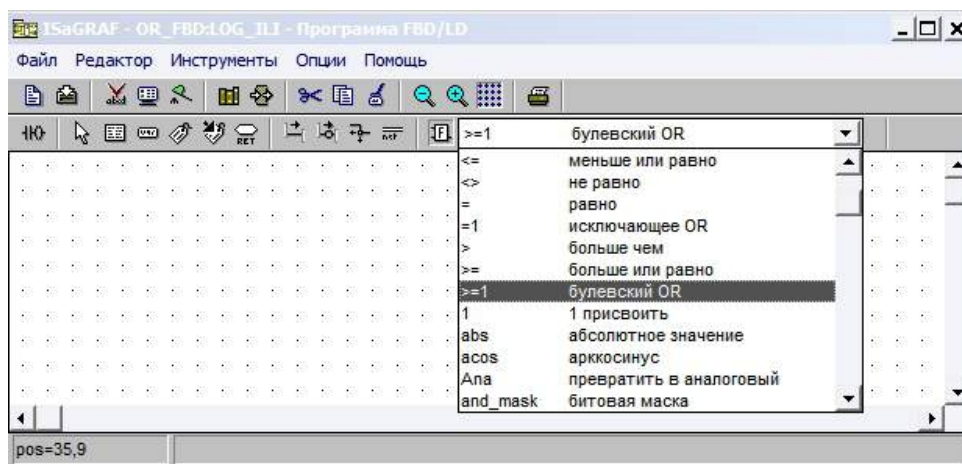 ISaGRAF - OR_FBD:LOG_ILI - Программа FBD/LD
Файл Редактор Инструменты Опции Помощь
>=1 булевский OR
<= меньше или равно
<> не равно
= равно
=1 исключающее OR
> больше чем
>= больше или равно
>=1 булевский OR
1 1 присвоить
abs абсолютное значение
acos арккосинус
Ana превратить в аналоговый
and_mask битовая маска
pos=35,9